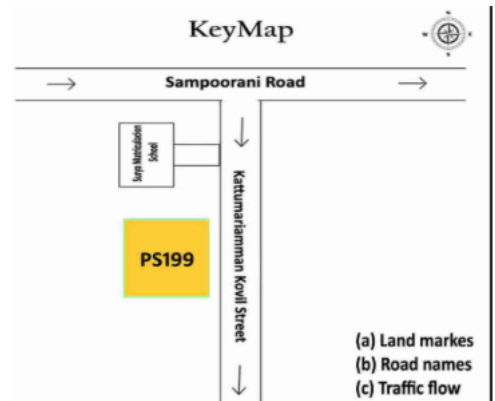 KeyMap
Sampoorani Road
Surya Matriculation
School
Kattumariamman Kovil Street
PS199
(a) Land markes
(b) Road names
(c) Traffic flow